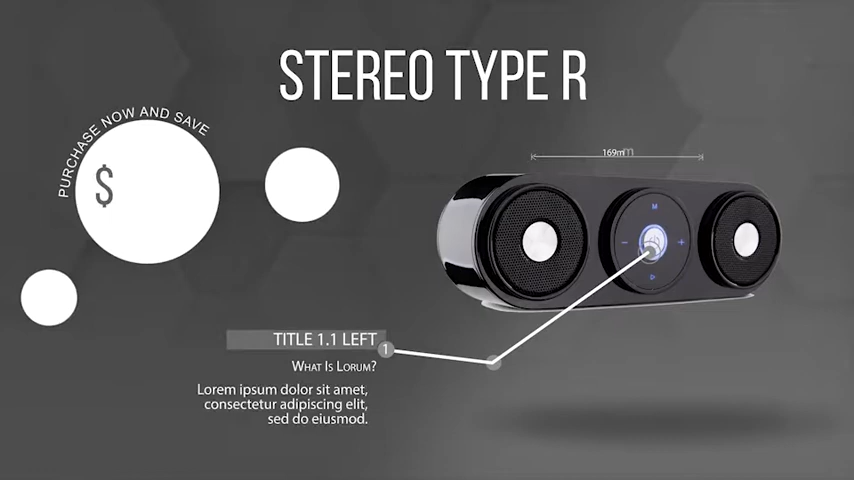 STEREO TYPE R
PURCHASE NOW AND SAVE
$
169mm
M
TITLE 1.1 LEFT
1
What Is Lorum?
Lorem ipsum dolor sit amet,
consectetur adipiscing elit,
sed do eiusmod.